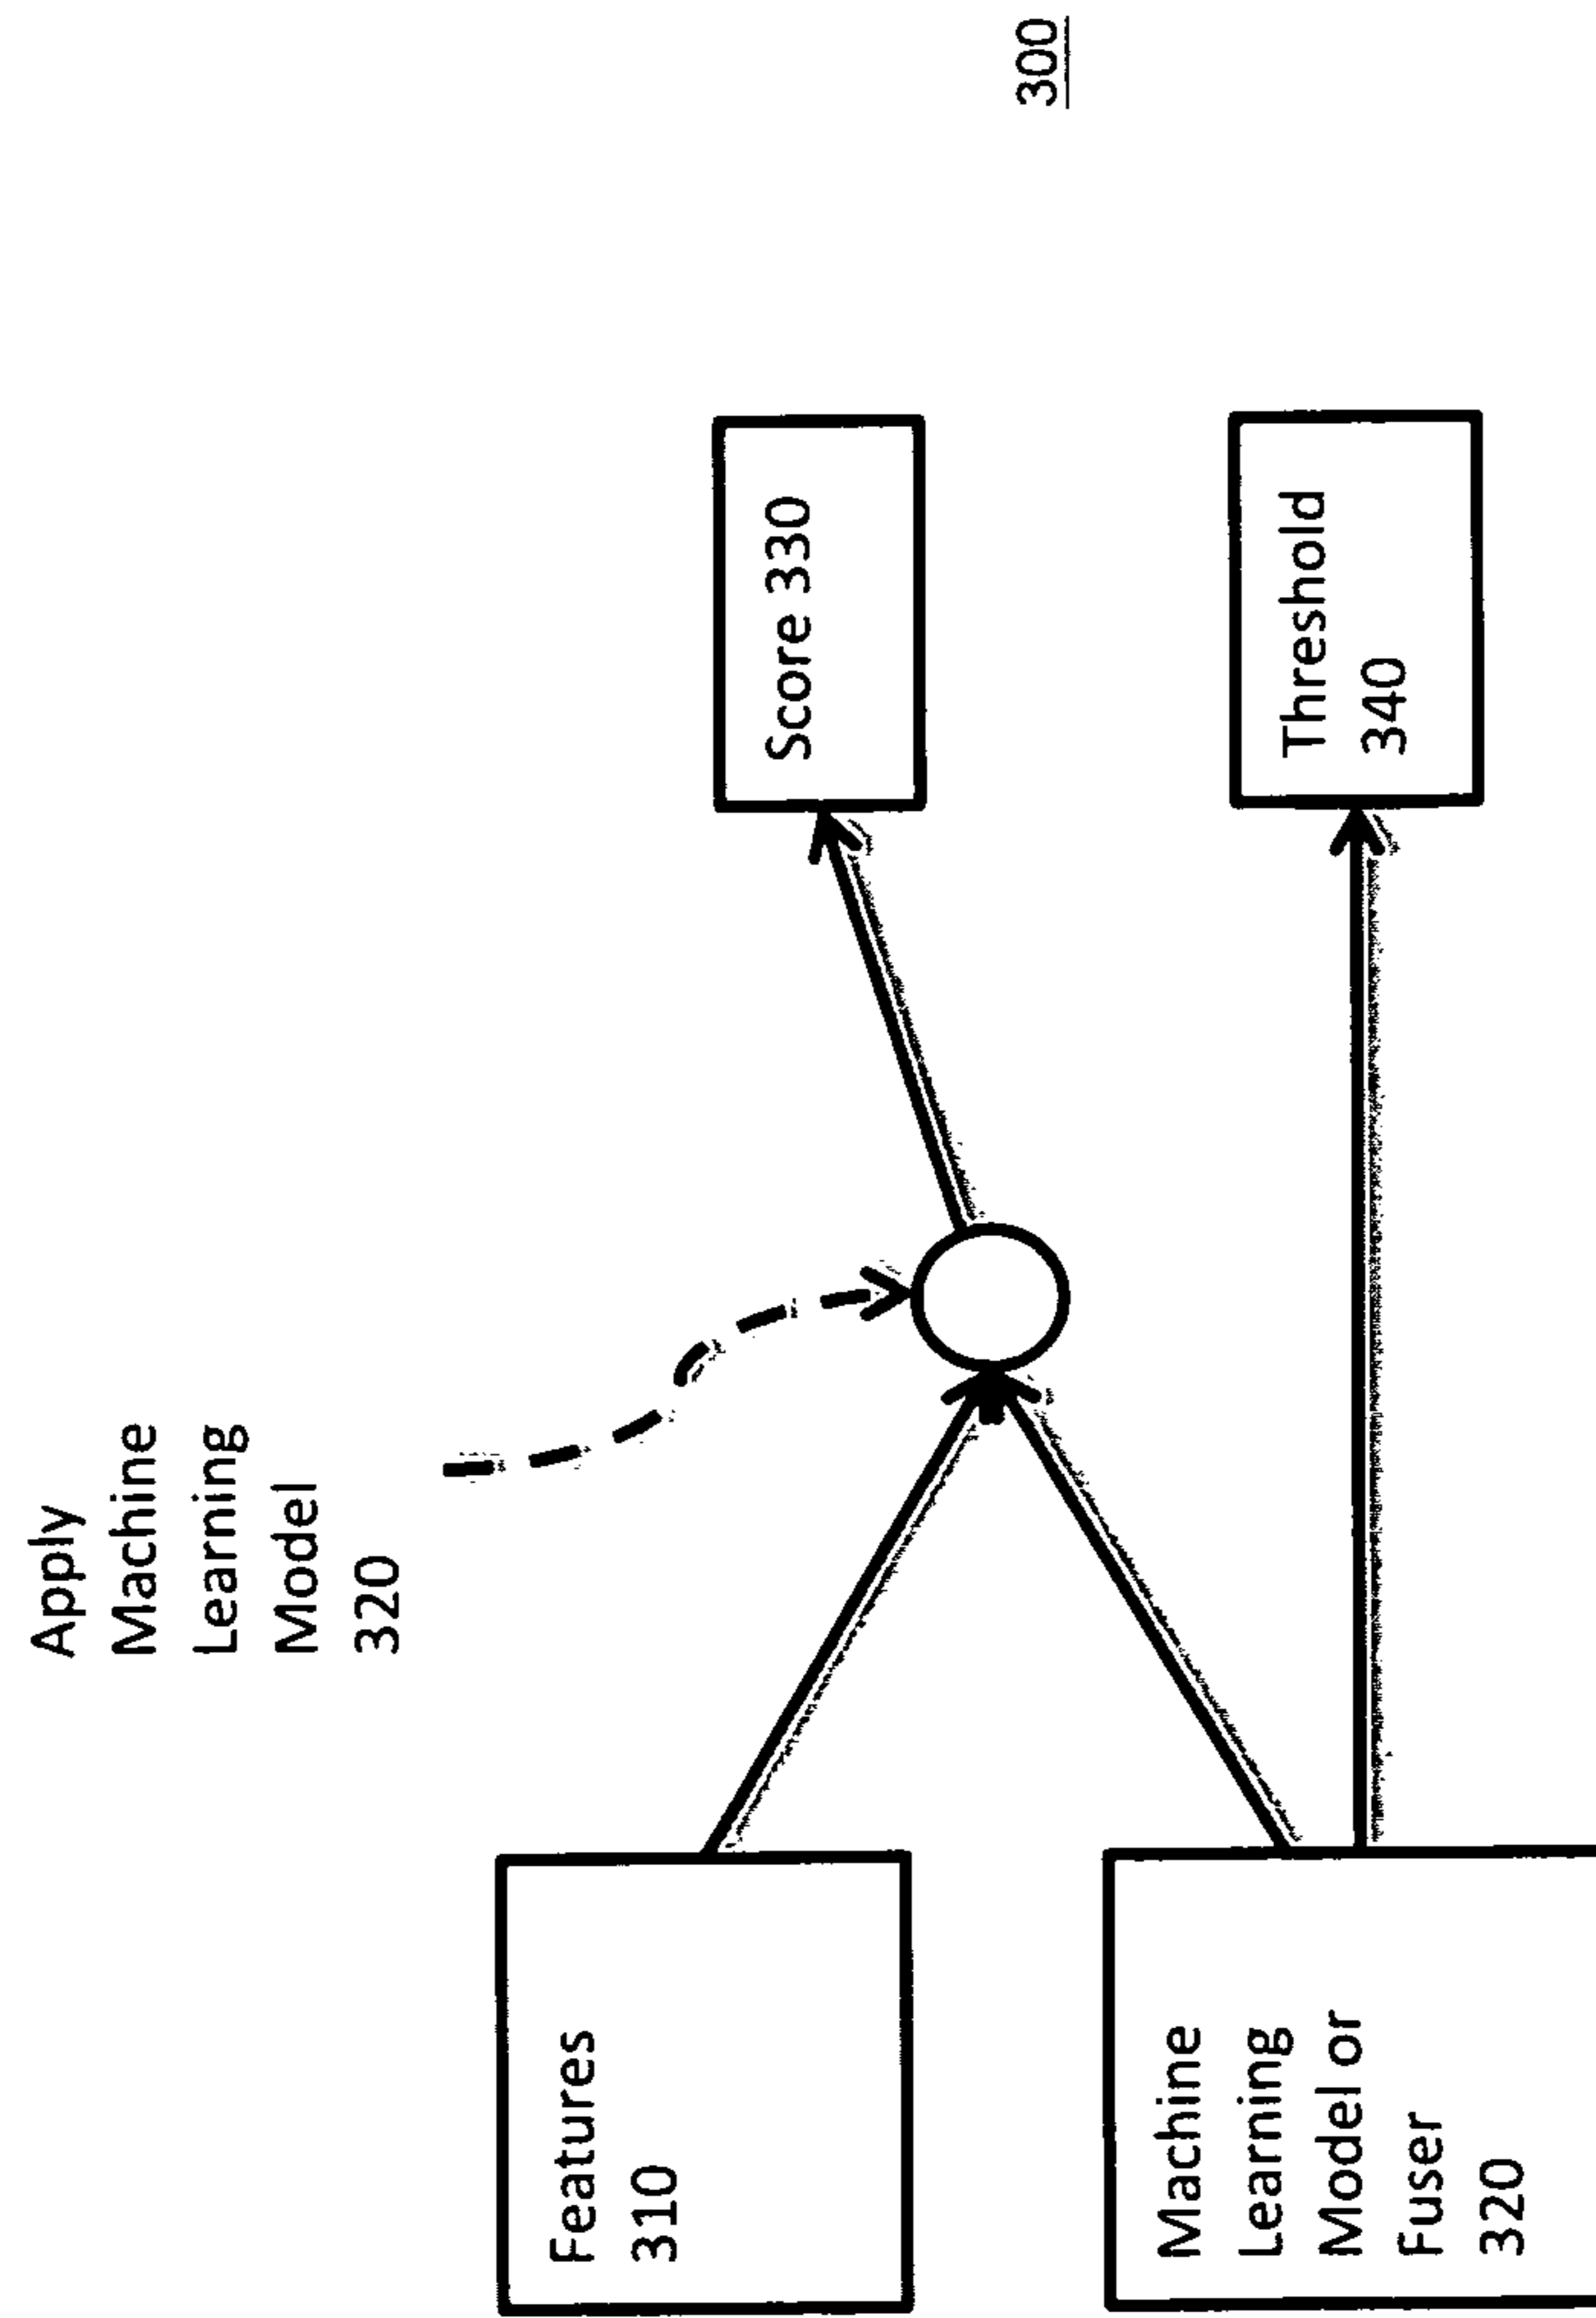 Apply
Machine
Learning
Model
320
Features
310
Score 330
300
Machine
Learning
Model or
Fuser
320
Threshold
340